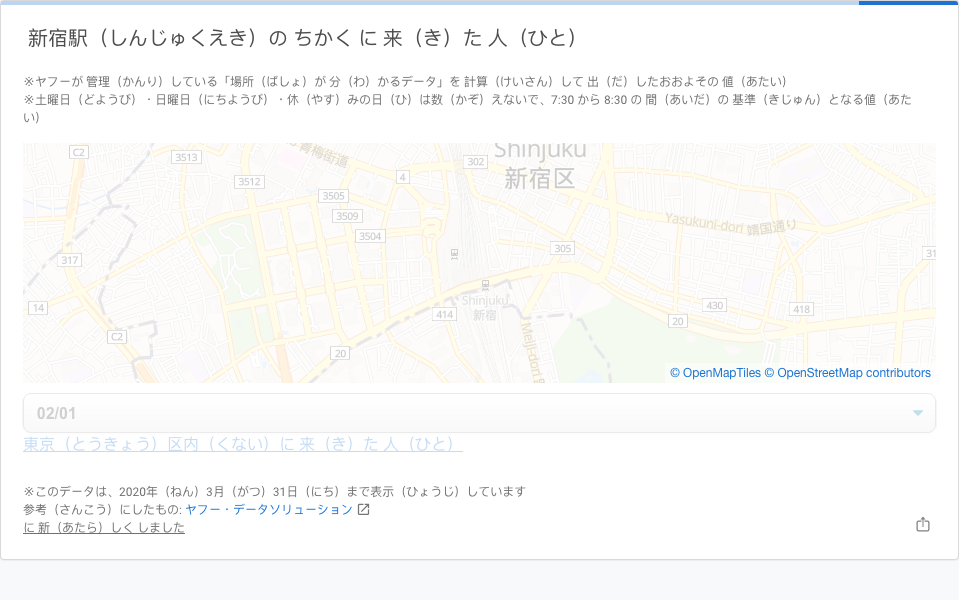 新宿駅（しんじゅくえき）の ちかく に 来（き）た 人（ひと）
※ヤフーが 管理（かんり）している「場所（ばしょ）が 分（わ）かるデータ」を 計算（けいさん）して 出（だ）したおおよその 値（あたい）
※土曜日（どようび）・日曜日（にちようび）・休（やす）みの日（ひ）は数（かぞ）えないで、7:30 から 8:30 の 間（あいだ）の 基準（きじゅん）となる値（あた
い）
C2
3513
青梅街道
302
Shinjuku
新宿区
3512
4
3505
3509
3504
Yasukuni-dori 靖国通り
305
317
31
14
Shinjuku
新宿
414
430
418
20
C2
20
Meiji-dori
© OpenMapTiles © OpenStreetMap contributors
02/01
東京（とうきょう）区内（くない）に 来（き）た 人（ひと）
※このデータは、2020年（ねん）3月（がつ）31日（にち）まで表示（ひょうじ）しています
参考（さんこう）にしたもの: ヤフー・データソリューション
に 新（あたら）しく しました